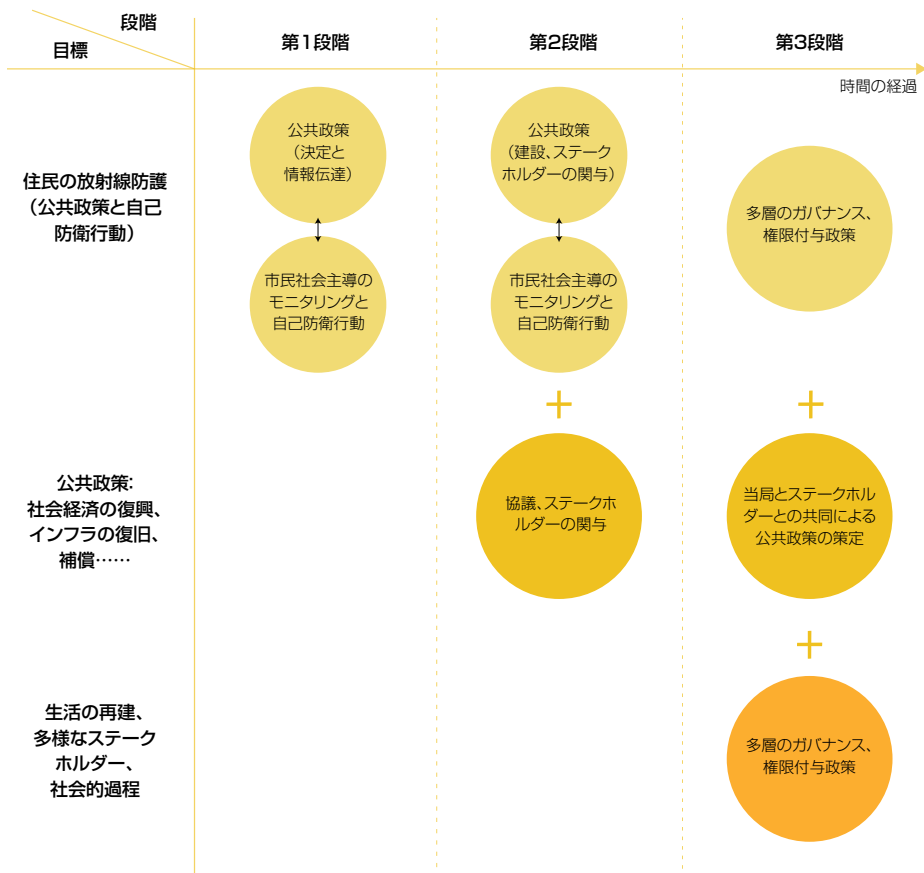 段階
目標
第1段階
第2段階
第3段階
時間の経過
住民の放射線防護
（公共政策と自己
防衛行動）
公共政策
（決定と
情報伝達）
市民社会主導の
モニタリングと
自己防衛行動
公共政策
（建設、ステーク
ホルダーの関与）
市民社会主導の
モニタリングと
自己防衛行動
多層のガバナンス、
権限付与政策
+
+
公共政策：
社会経済の復興、
インフラの復旧、
補償……
協議、ステークホ
ルダーの関与
当局とステークホル
ダーとの共同による
公共政策の策定
+
生活の再建、
多様なステーク
ホルダー、
社会的過程
多層のガバナンス、
権限付与政策